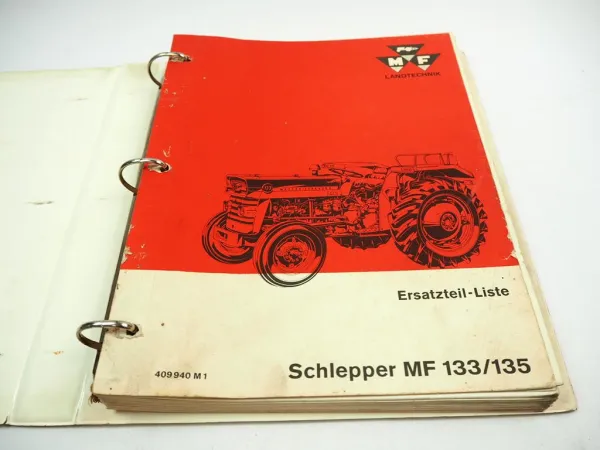 MF
LANDTECHNIK
Ersatzteil-Liste
409 940 M 1
Schlepper MF 133/135